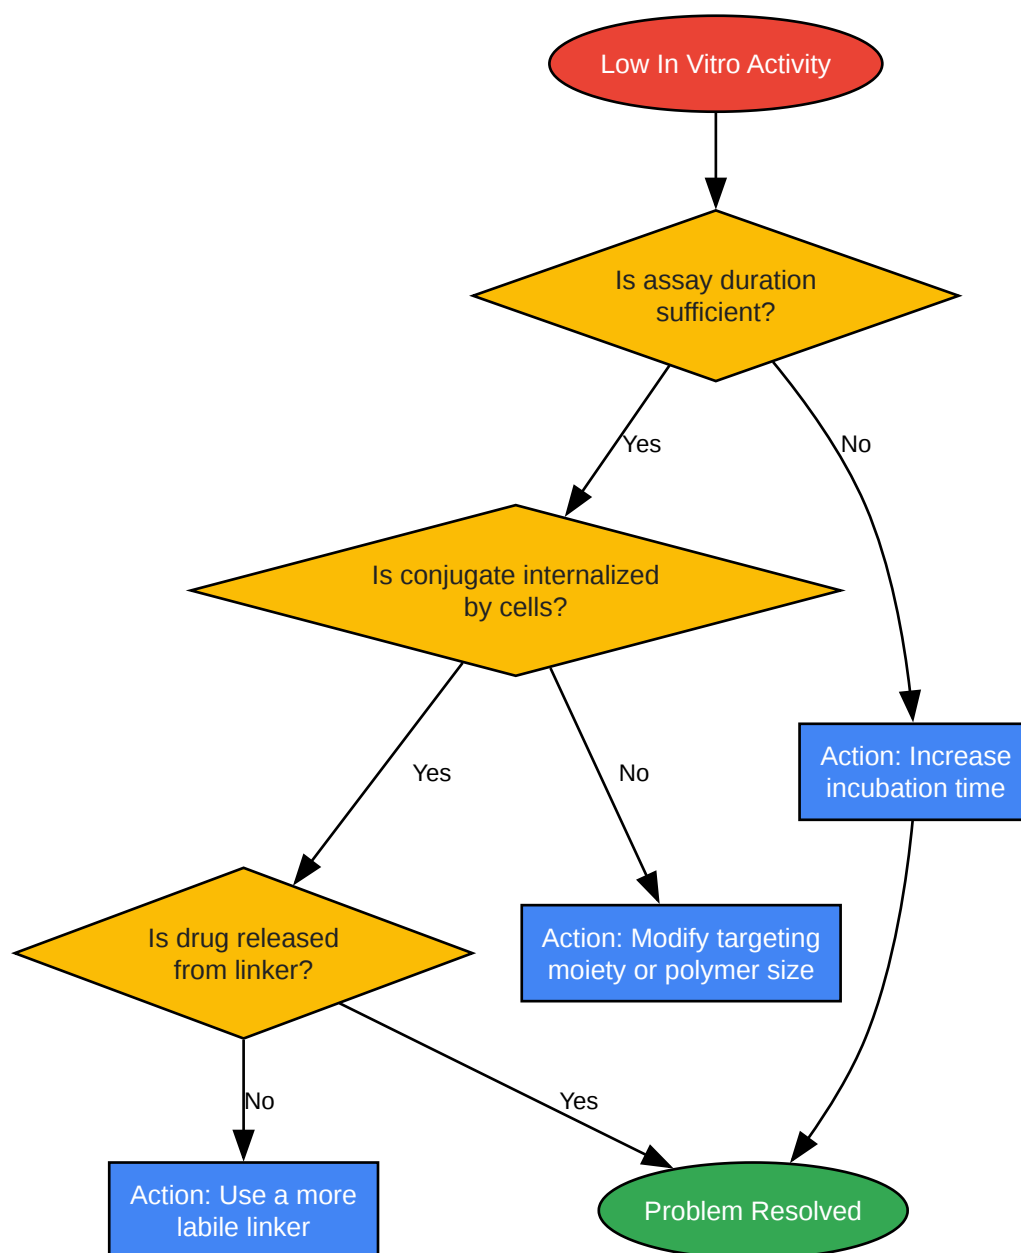 Low In Vitro Activity
Is assay duration
sufficient?
Yes
No
Is conjugate internalized
by cells?
Yes
No
Action: Increase
incubation time
Is drug released
from linker?
Action: Modify targeting
moiety or polymer size
No
Yes
Action: Use a more
labile linker
Problem Resolved